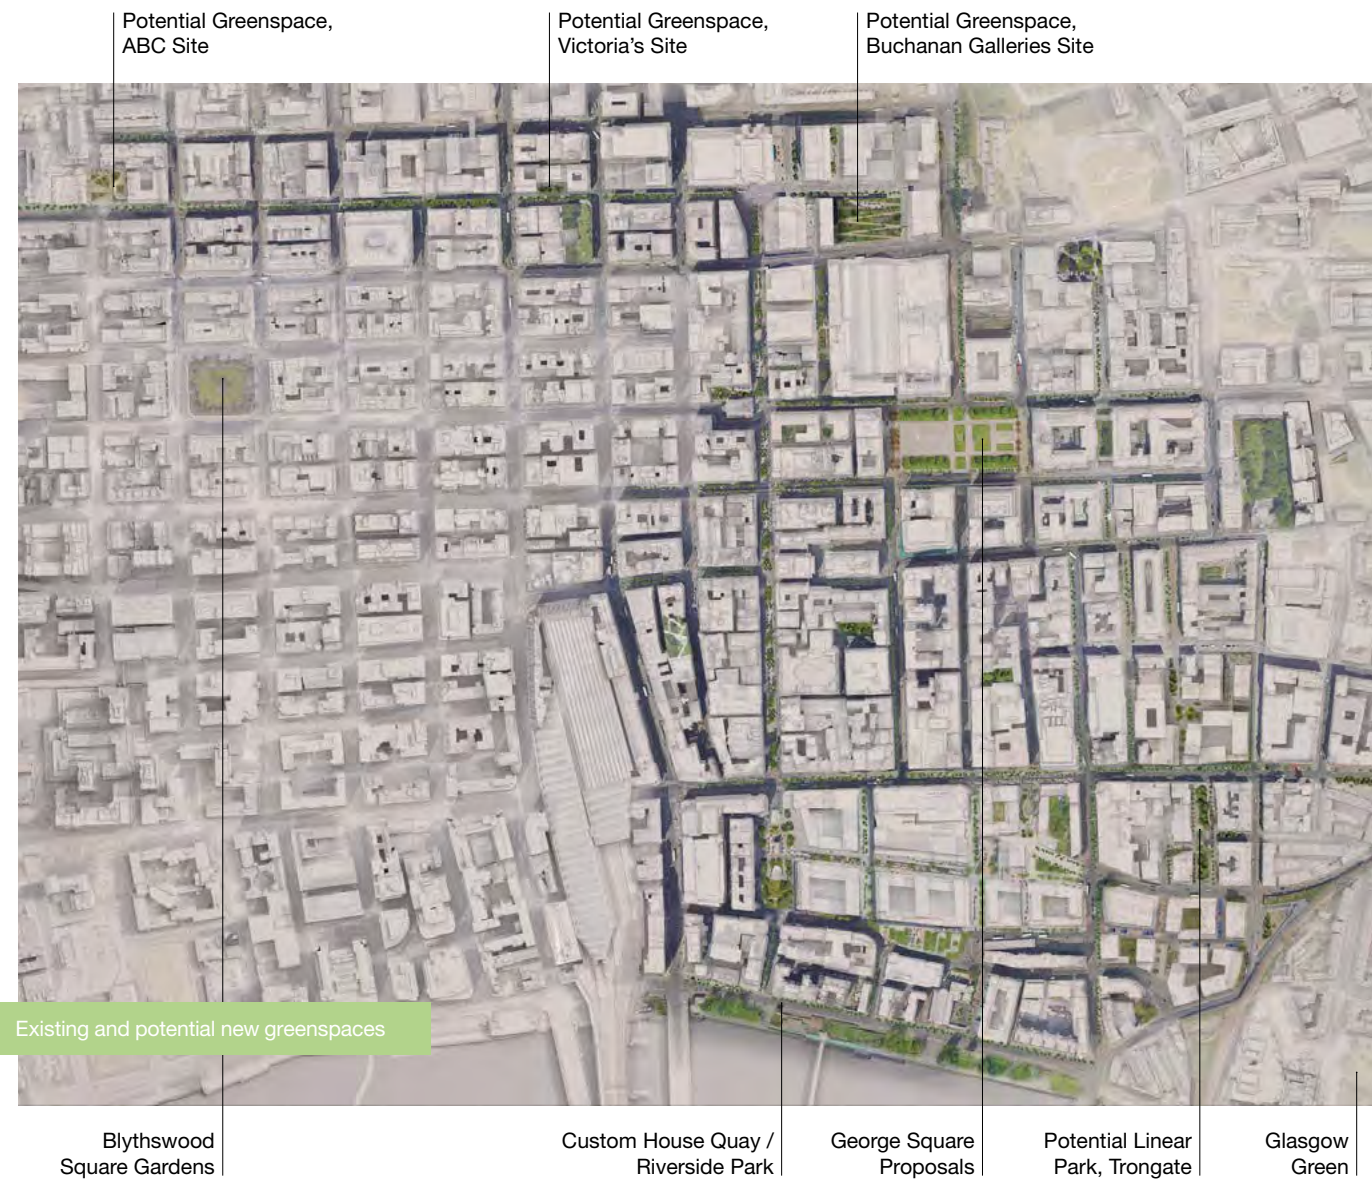 Potential Greenspace,
ABC Site
Potential Greenspace,
Victoria's Site
Potential Greenspace,
Buchanan Galleries Site
Existing and potential new greenspaces
Blythswood
Square Gardens
Custom House Quay /
Riverside Park
George Square
Proposals
Potential Linear
Park, Trongate
Glasgow
Green